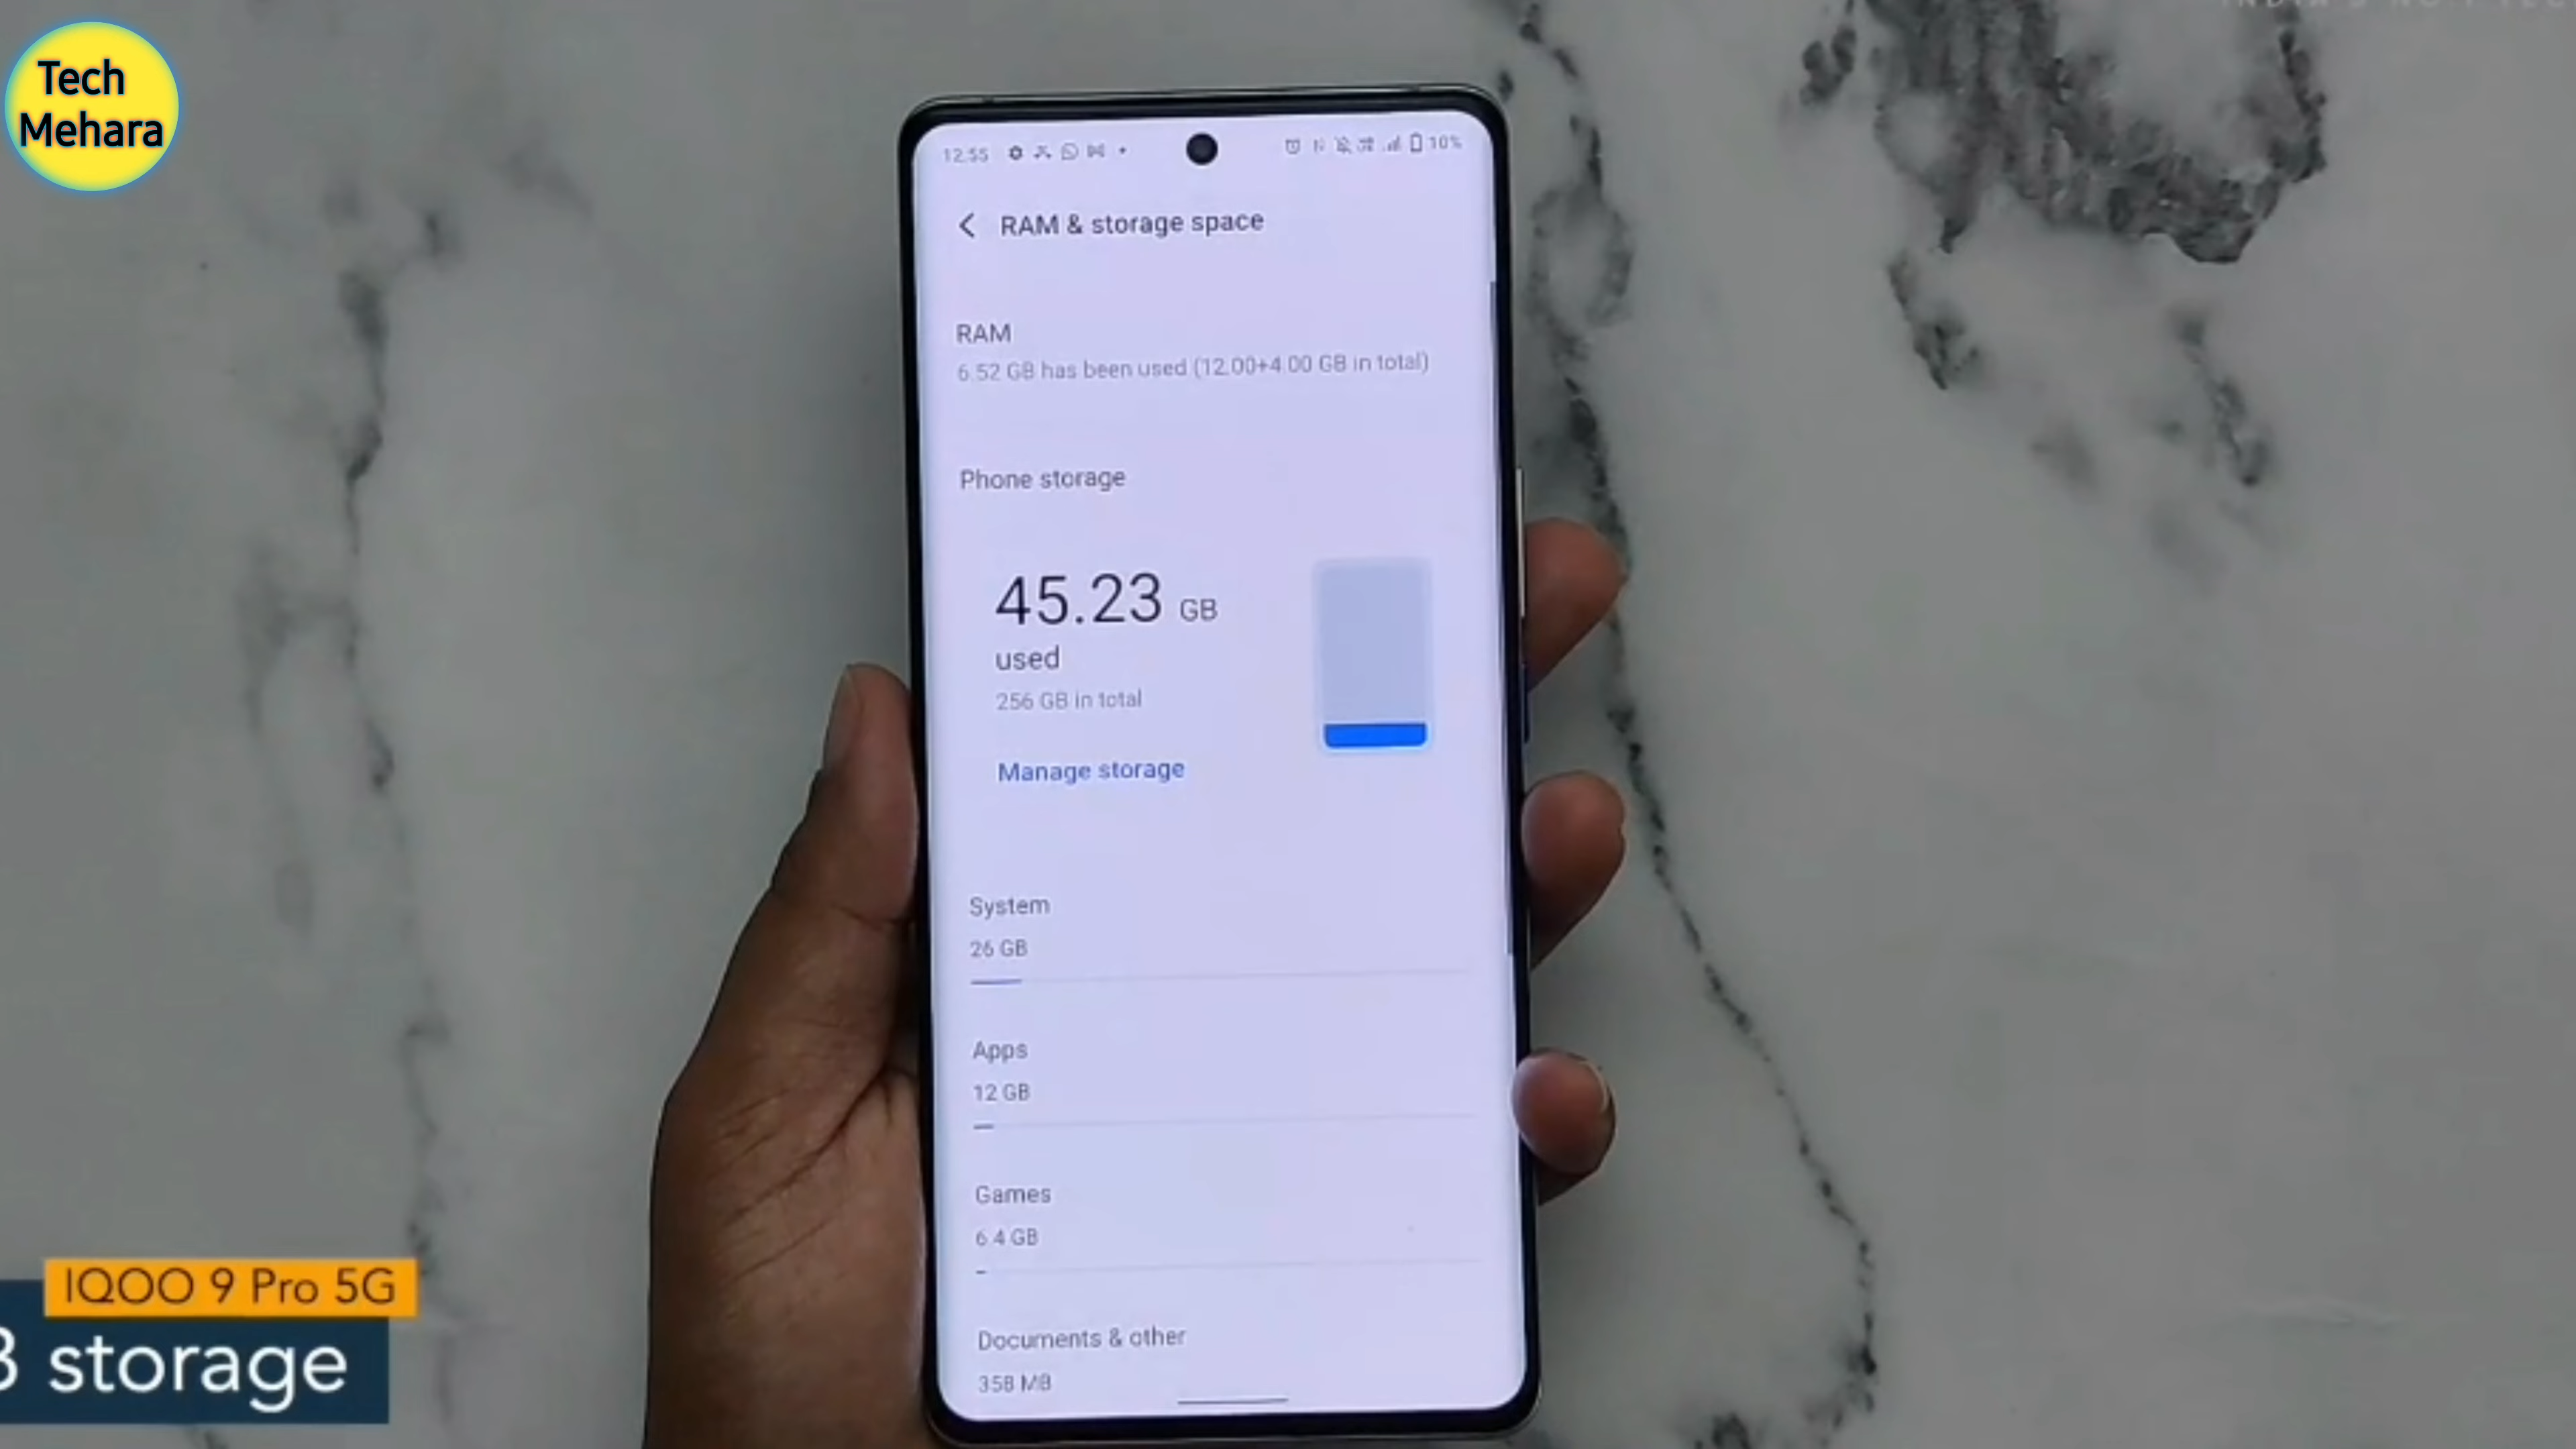 Tech
Mehara
12:55
10%
RAM & storage space
RAM
6.52 GB has been used (12.00+4.00 GB in total)
Phone storage
45.23 GB
used
256 GB in total
Manage storage
System
26 GB
Apps
12 GB
Games
6.4 GB
Documents & other
358 MB
IQOO 9 Pro 5G
storage